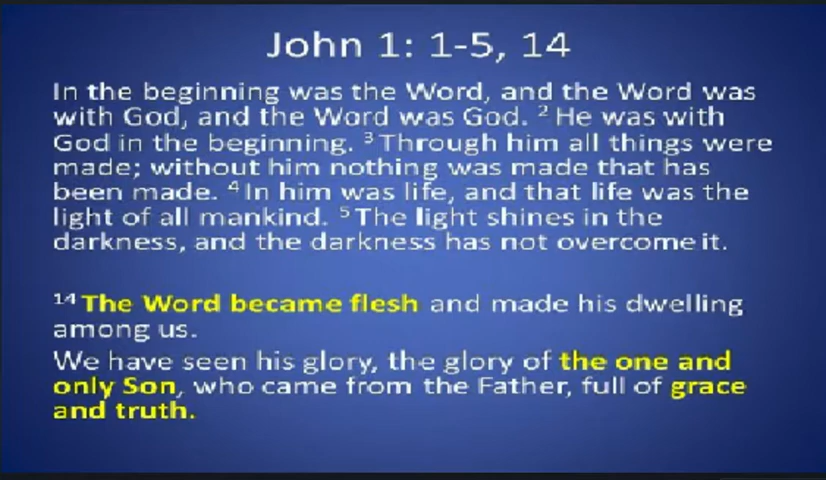 John 1: 1-5, 14
In the beginning was the Word, and the Word was
with God, and the Word was God. ² He was with
God in the beginning. ³ Through him all things were
made; without him nothing was made that has
been made. ⁴ In him was life, and that life was the
light of all mankind. ⁵ The light shines in the
darkness, and the darkness has not overcome it.
¹⁴ The Word became flesh and made his dwelling
among us.
We have seen his glory, the glory of the one and
only Son, who came from the Father, full of grace
and truth.